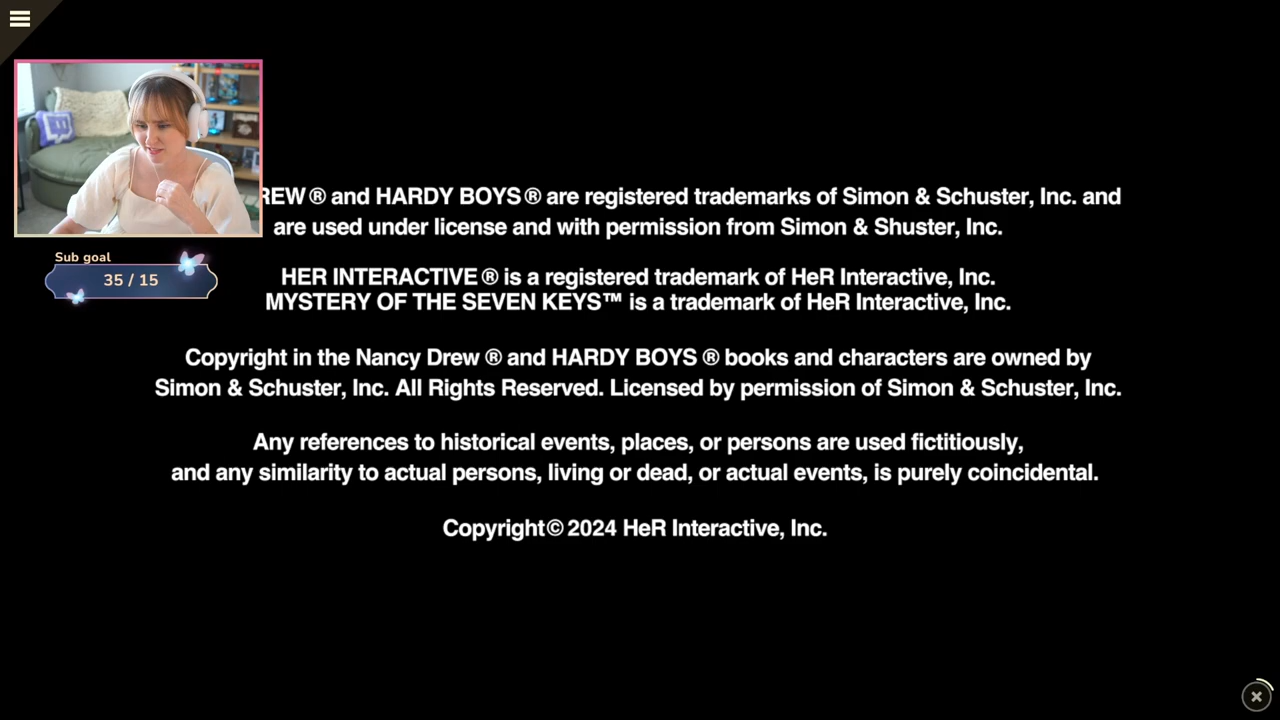 REW® and HARDY BOYS® are registered trademarks of Simon & Schuster, Inc. and
are used under license and with permission from Simon & Shuster, Inc.
Sub goal
35 / 15
HER INTERACTIVE® is a registered trademark of HeR Interactive, Inc.
MYSTERY OF THE SEVEN KEYS™ is a trademark of HeR Interactive, Inc.
Copyright in the Nancy Drew ® and HARDY BOYS ® books and characters are owned by
Simon & Schuster, Inc. All Rights Reserved. Licensed by permission of Simon & Schuster, Inc.
Any references to historical events, places, or persons are used fictitiously,
and any similarity to actual persons, living or dead, or actual events, is purely coincidental.
Copyright© 2024 HeR Interactive, Inc.